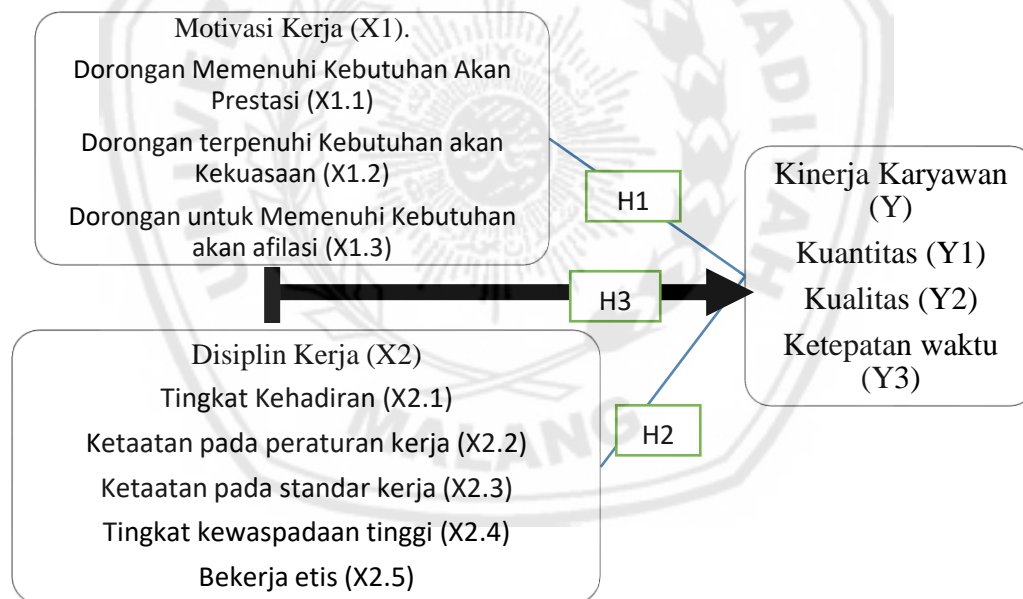 Motivasi Kerja (X1).
Dorongan Memenuhi Kebutuhan Akan
Prestasi (X1.1)
Dorongan terpenuhi Kebutuhan akan
Kekuasaan (X1.2)
Dorongan untuk Memenuhi Kebutuhan
akan afilasi (X1.3)
H1
H3
Kinerja Karyawan
(Y)
Kuantitas (Y1)
Kualitas (Y2)
Ketepatan waktu
(Y3)
Disiplin Kerja (X2)
Tingkat Kehadiran (X2.1)
Ketaatan pada peraturan kerja (X2.2)
Ketaatan pada standar kerja (X2.3)
Tingkat kewaspadaan tinggi (X2.4)
Bekerja etis (X2.5)
H2
MALANG